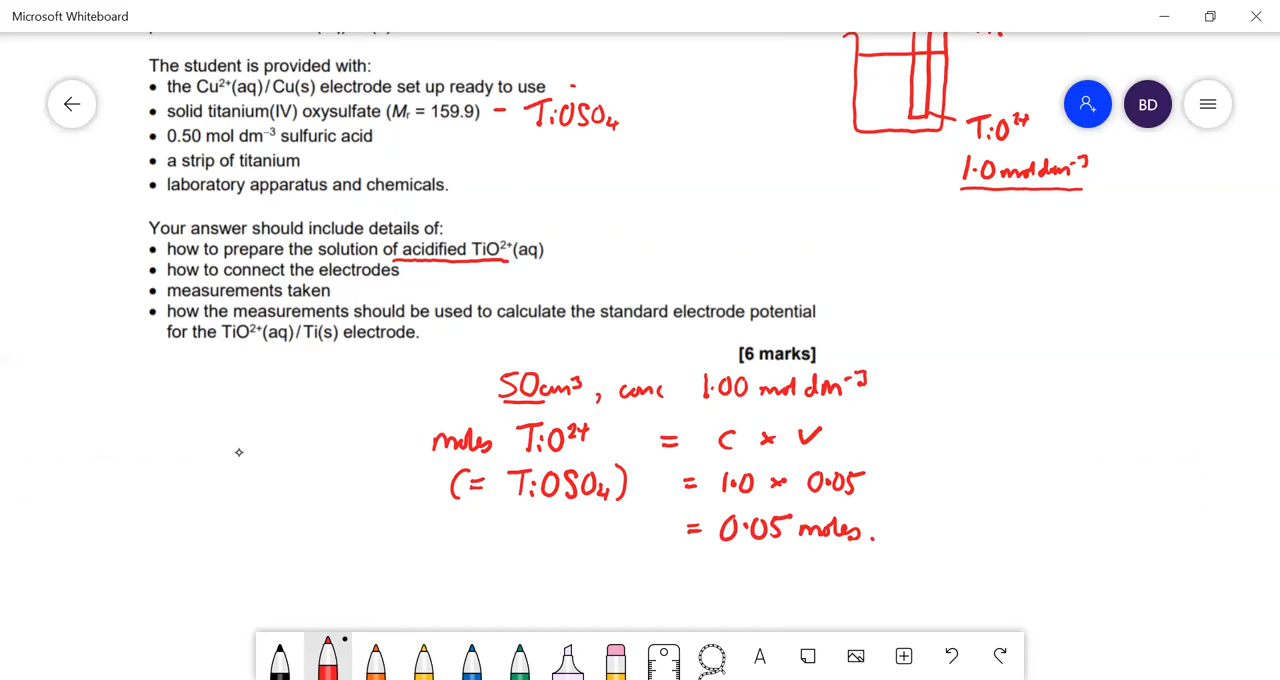 Microsoft Whiteboard
The student is provided with:
• the Cu²⁺(aq)/Cu(s) electrode set up ready to use
• solid titanium(IV) oxysulfate (Mr = 159.9) - TiOSO4
• 0.50 mol dm⁻³ sulfuric acid
• a strip of titanium
• laboratory apparatus and chemicals.
TiO²⁺
1.0 mol dm⁻³
BD
Your answer should include details of:
• how to prepare the solution of acidified TiO²⁺(aq)
• how to connect the electrodes
• measurements taken
• how the measurements should be used to calculate the standard electrode potential
for the TiO²⁺(aq)/Ti(s) electrode.
[6 marks]
50cm³, conc 1.00 mol dm⁻³
moles TiO²⁺ = c × V
(= TiOSO4) = 1.0 × 0.05
= 0.05 moles.
A